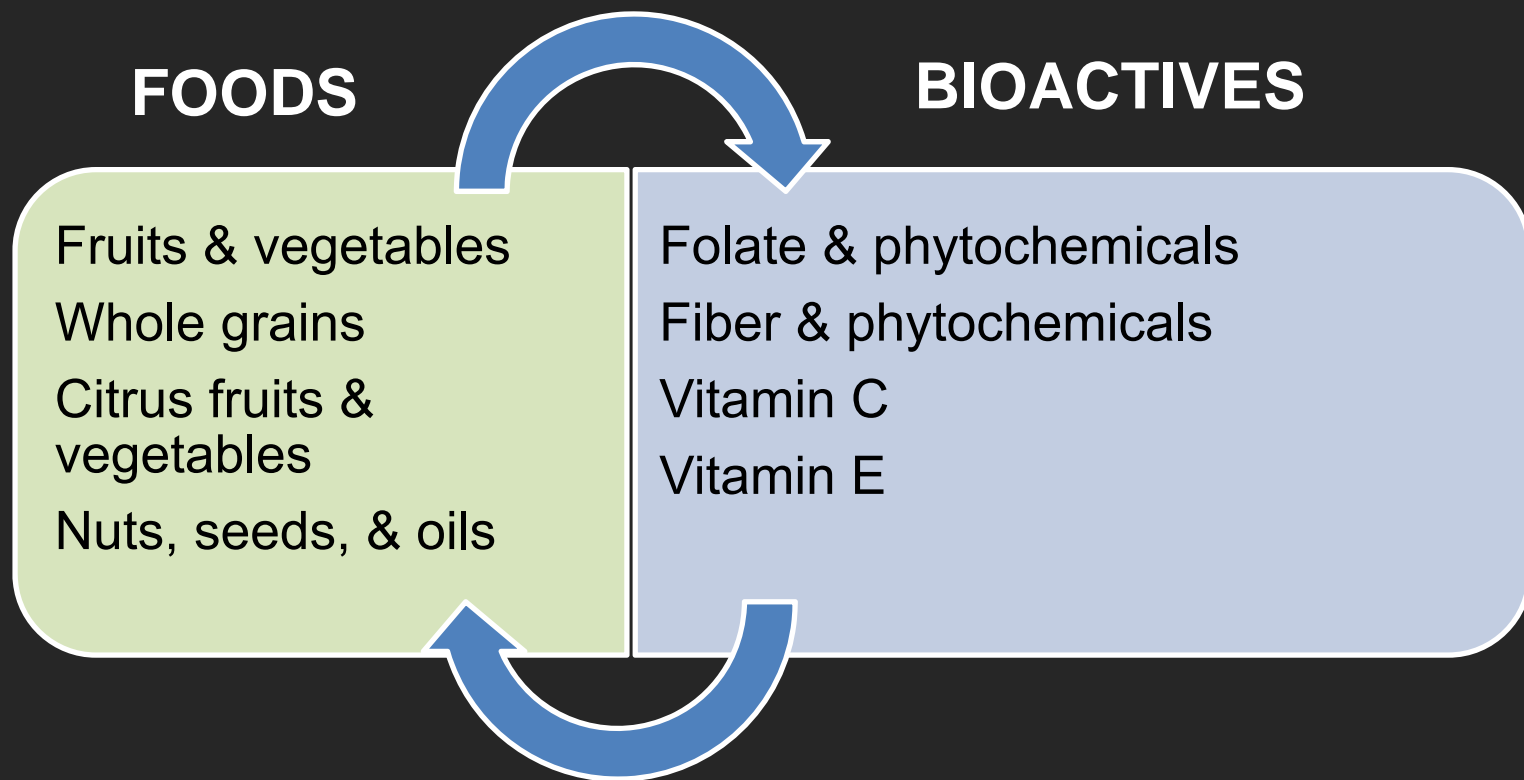 FOODS
BIOACTIVES
Fruits & vegetables
Whole grains
Citrus fruits &
vegetables
Nuts, seeds, & oils
Folate & phytochemicals
Fiber & phytochemicals
Vitamin C
Vitamin E